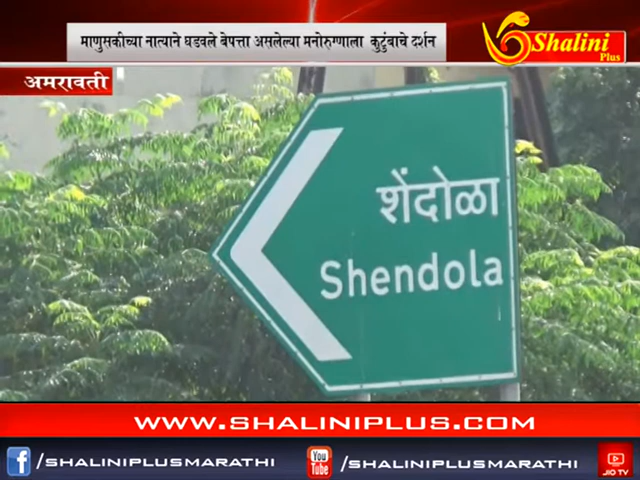 माणुसकीच्या नात्याने घडवले बेपत्ता असलेल्या मनोरुग्णाला कुटुंबाचे दर्शन
Shalini
Plus
अमरावती
शेंदोळा
Shendola
WWW.SHALINIPLUS.COM
f /SHALINIPLUSMARATHI
You Tube /SHALINIPLUSMARATHI
JIO TV